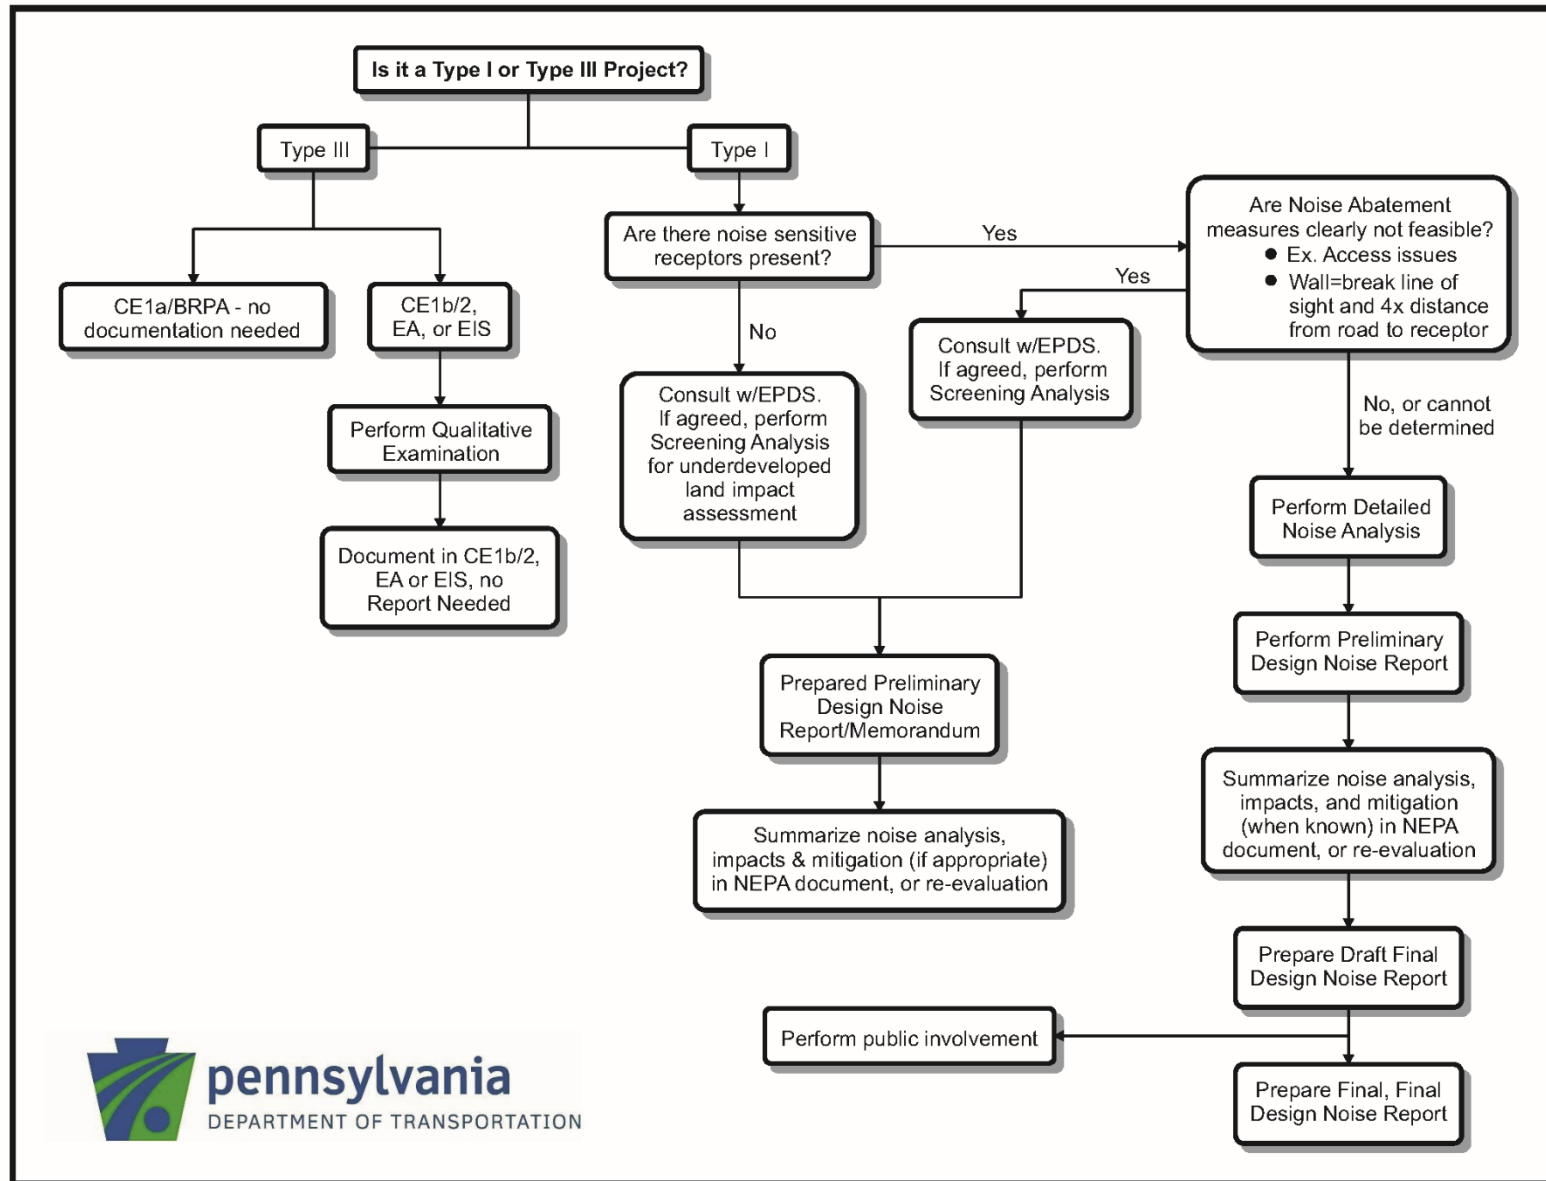 Is it a Type I or Type III Project?
Type III
Type I
CE1a/BRPA - no
documentation needed
CE1b/2,
EA, or EIS
Perform Qualitative
Examination
Document in CE1b/2,
EA or EIS, no
Report Needed
Are there noise sensitive
receptors present?
Yes
No
Consult w/EPDS.
If agreed, perform
Screening Analysis
for underdeveloped
land impact
assessment
Are Noise Abatement
measures clearly not feasible?
● Ex. Access issues
● Wall=break line of
sight and 4x distance
from road to receptor
Yes
Consult w/EPDS.
If agreed, perform
Screening Analysis
Prepared Preliminary
Design Noise
Report/Memorandum
Summarize noise analysis,
impacts & mitigation (if appropriate)
in NEPA document, or re-evaluation
No, or cannot
be determined
Perform Detailed
Noise Analysis
Perform Preliminary
Design Noise Report
Summarize noise analysis,
impacts, and mitigation
(when known) in NEPA
document, or re-evaluation
Prepare Draft Final
Design Noise Report
Perform public involvement
Prepare Final, Final
Design Noise Report
pennsylvania
DEPARTMENT OF TRANSPORTATION